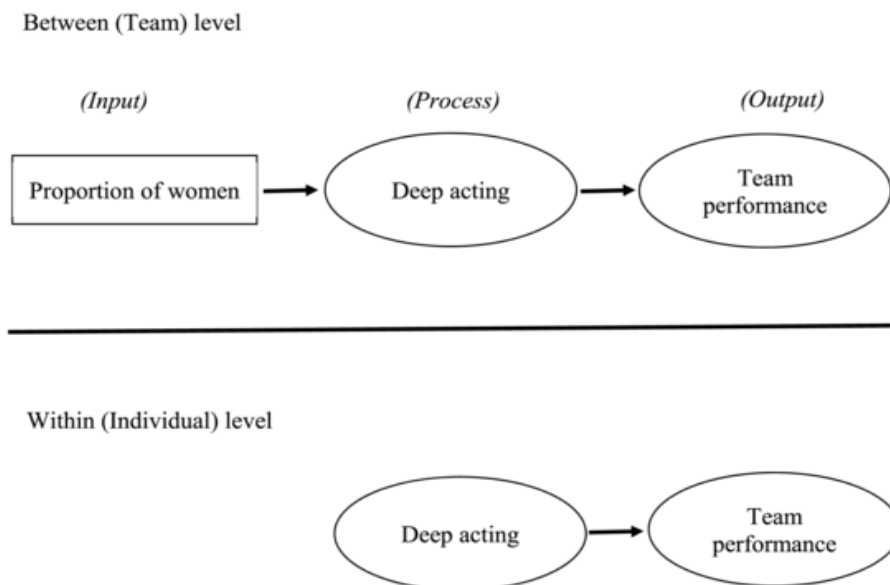 Between (Team) level
(Input)
(Process)
(Output)
Proportion of women
Deep acting
Team
performance
Within (Individual) level
Deep acting
Team
performance